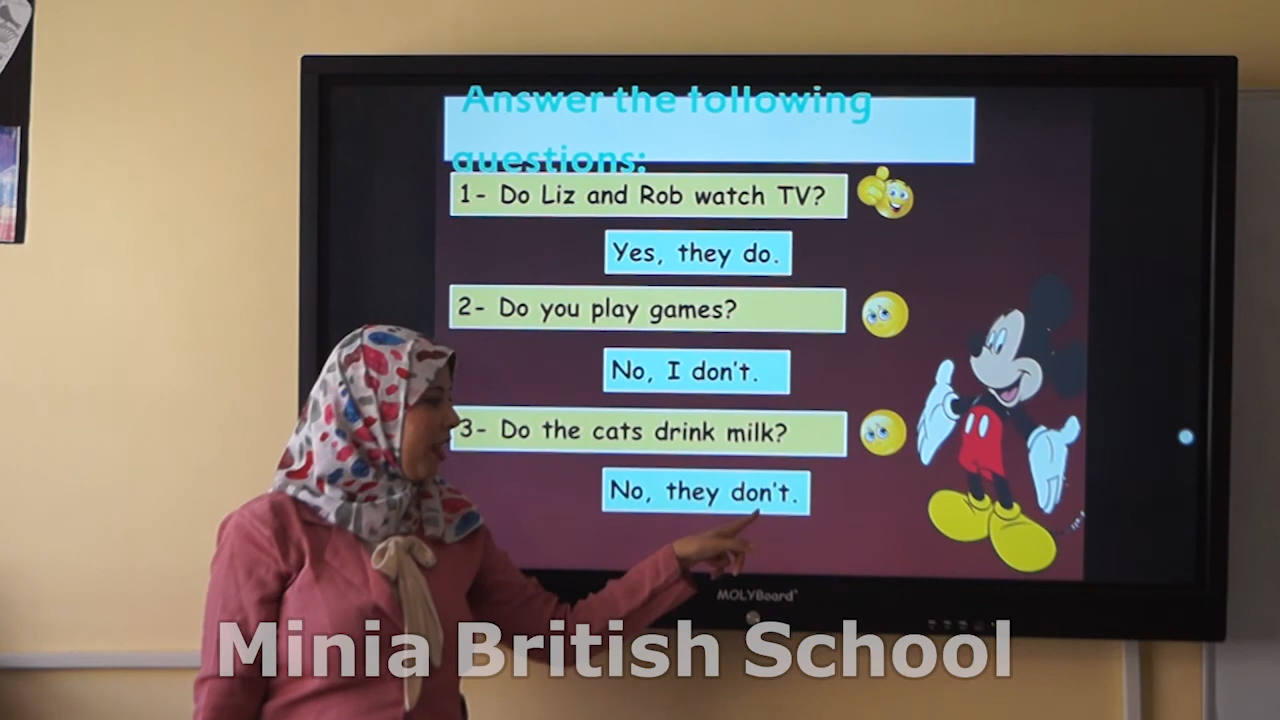 Answer the following
questions:
1- Do Liz and Rob watch TV?
Yes, they do.
2- Do you play games?
No, I don't.
3- Do the cats drink milk?
No, they don't.
MOLYBoard
Minia British School